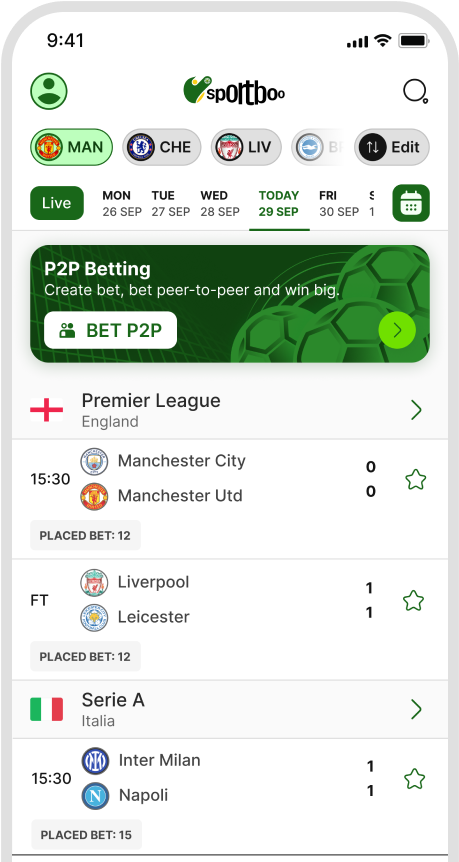 9:41
sportboo
MAN
CHE
LIV
Edit
Live
MON
26 SEP
TUE
27 SEP
WED
28 SEP
TODAY
29 SEP
FRI
30 SEP
S
1
P2P Betting
Create bet, bet peer-to-peer and win big.
BET P2P
Premier League
England
15:30
Manchester City
0
Manchester Utd
0
PLACED BET: 12
FT
Liverpool
1
Leicester
1
PLACED BET: 12
Serie A
Italia
15:30
Inter Milan
1
Napoli
1
PLACED BET: 15